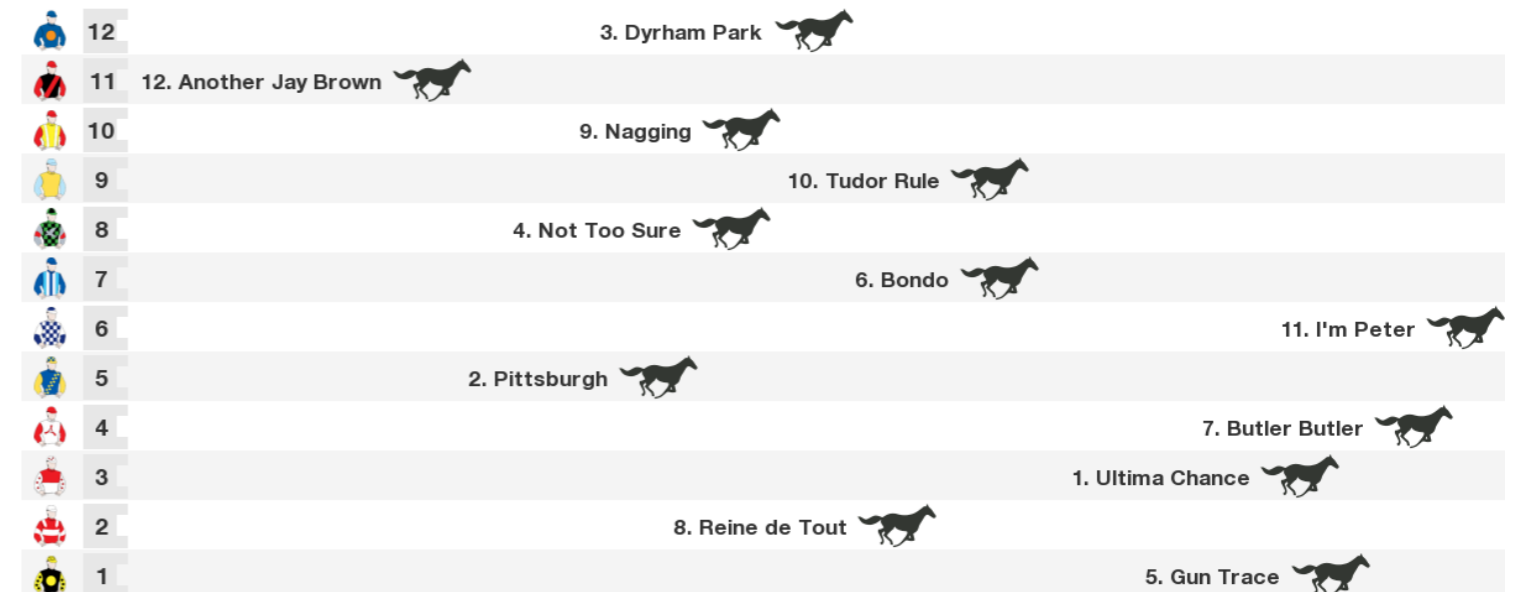 12 3. Dyrham Park
11 12. Another Jay Brown
10 9. Nagging
9 10. Tudor Rule
8 4. Not Too Sure
7 6. Bondo
6 11. I'm Peter
5 2. Pittsburgh
4 7. Butler Butler
3 1. Ultima Chance
2 8. Reine de Tout
1 5. Gun Trace